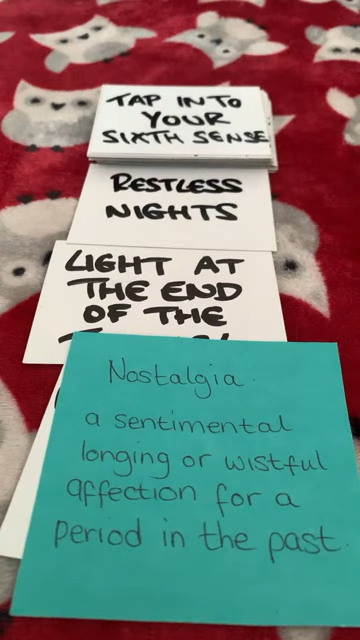 TAP INTO
YOUR
SIXTH SENSE
RESTLESS
NIGHTS
LIGHT AT
THE END
OF THE
Nostalgia.
a sentimental
longing or wistful
affection for a
period in the past.